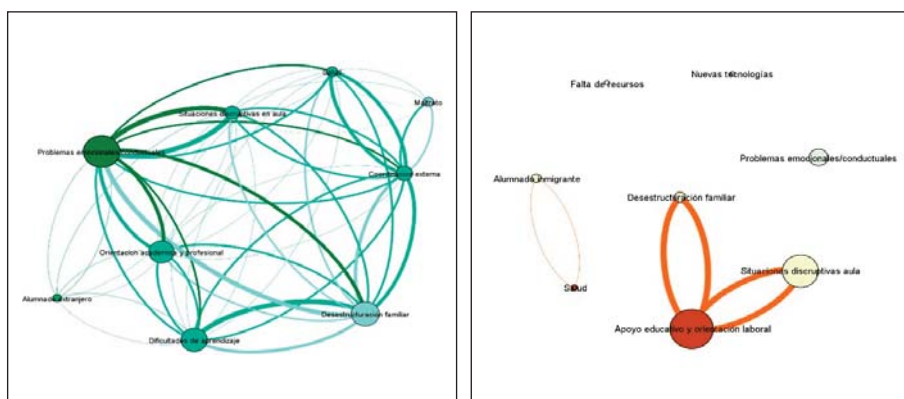 Salud
Maltrato
Situaciones disruptivas en aula
Problemas emocionales/conductuales
Coordinación externa
Orientación académica y profesional
Alumnado extranjero
Desestructuración familiar
Dificultades de aprendizaje
Nuevas tecnologías
Falta de recursos
Problemas emocionales/conductuales
Alumnado inmigrante
Desestructuración familiar
Situaciones discruptivas aula
Salud
Apoyo educativo y orientación laboral